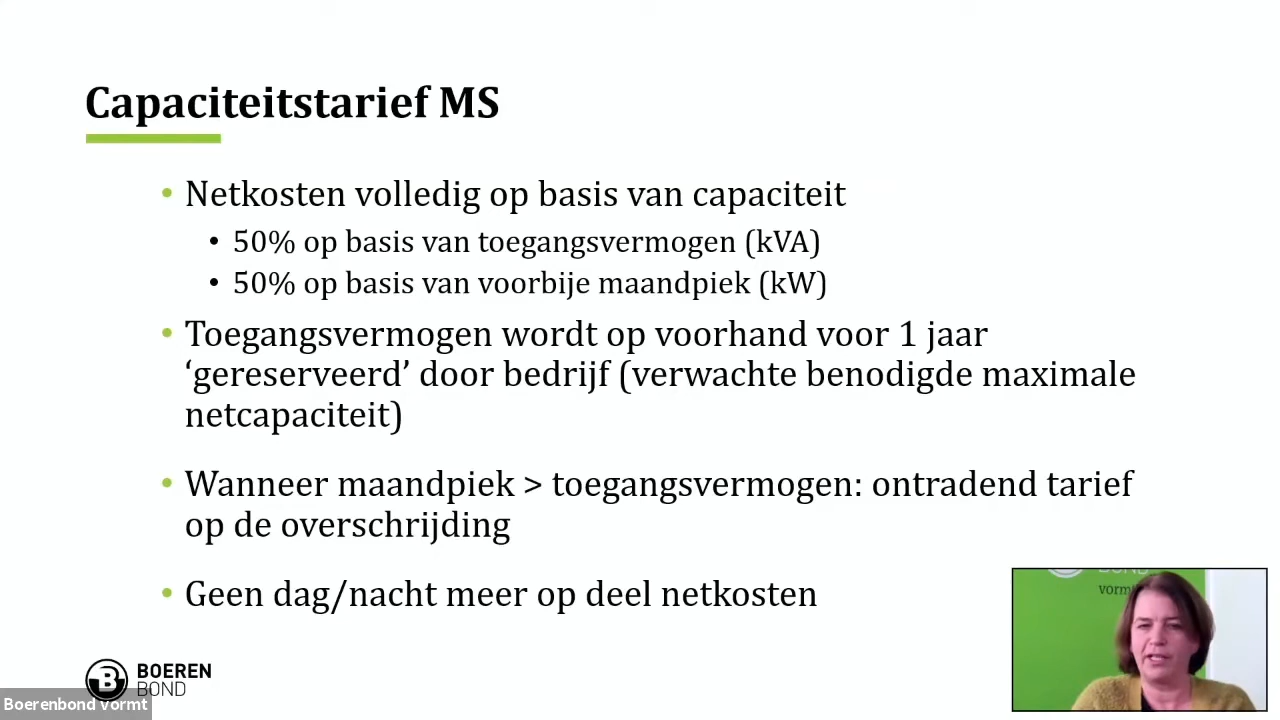 Capaciteitstarief MS
• Netkosten volledig op basis van capaciteit
• 50% op basis van toegangsvermogen (kVA)
• 50% op basis van voorbije maandpiek (kW)
• Toegangsvermogen wordt op voorhand voor 1 jaar
‘gereserveerd’ door bedrijf (verwachte benodigde maximale
netcapaciteit)
• Wanneer maandpiek > toegangsvermogen: ontradend tarief
op de overschrijding
• Geen dag/nacht meer op deel netkosten
BOEREN
BOND
Boerenbond Vormt